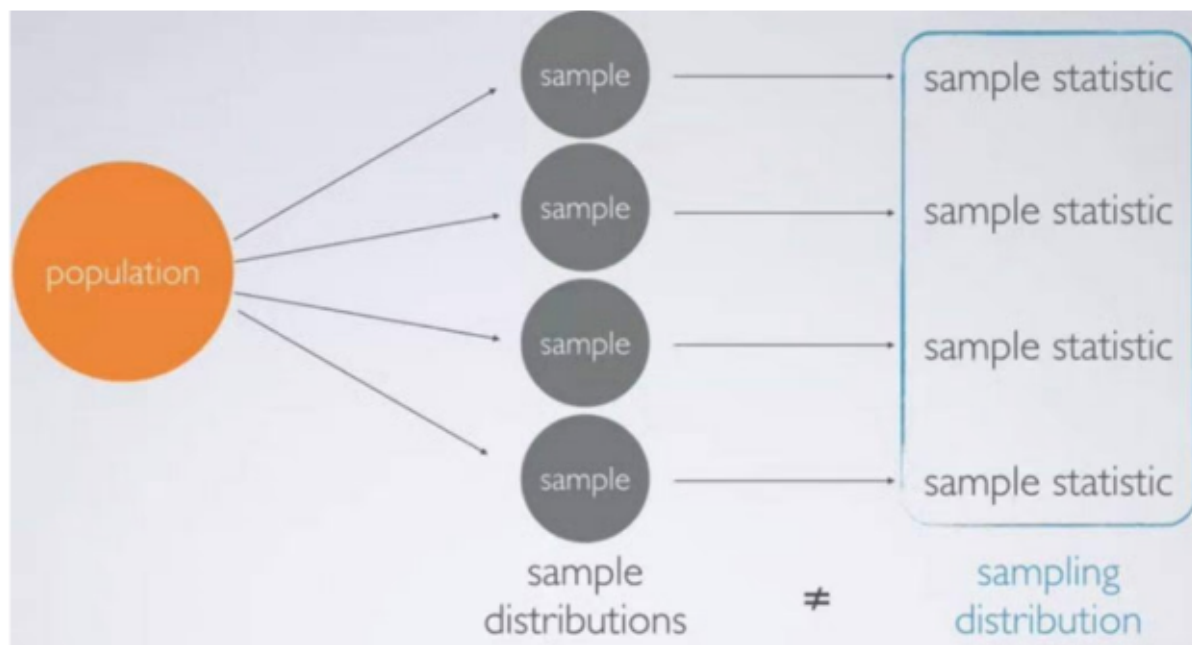 sample
sample statistic
sample
sample statistic
population
sample
sample statistic
sample
sample statistic
sample
distributions
≠
sampling
distribution